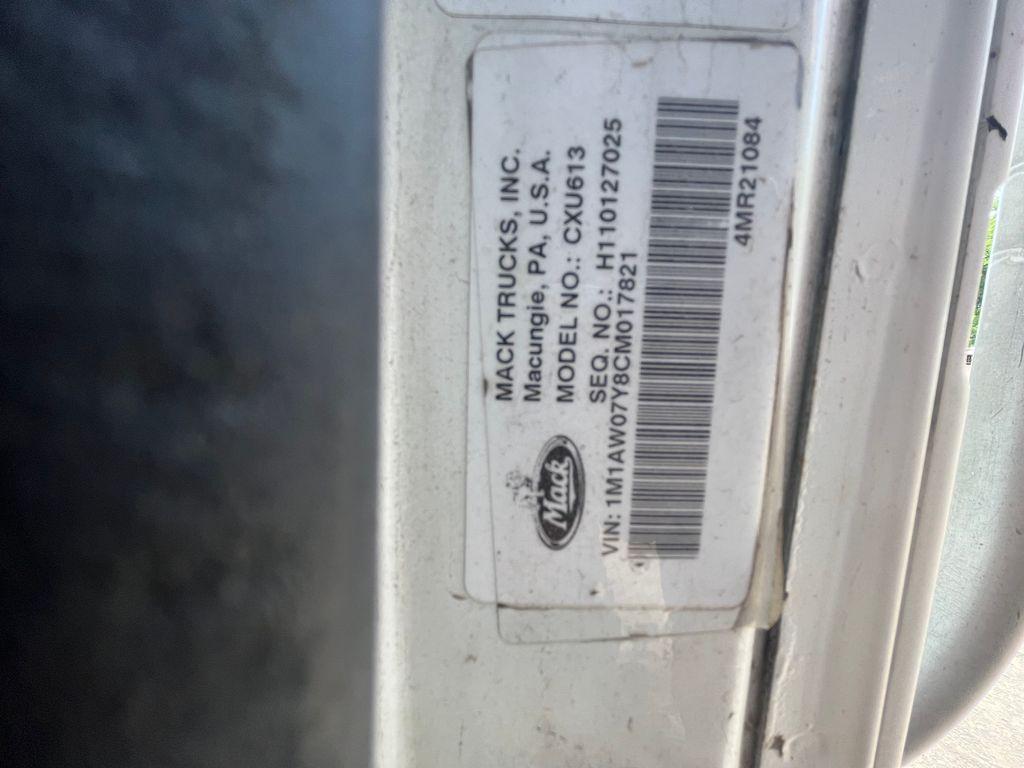 MACK TRUCKS, INC.
Macungie, PA, U.S.A.
MODEL NO.: CXU613
SEQ. NO.: H110127025
Mack
VIN: 1M1AW07Y8CM017821
4MR21084